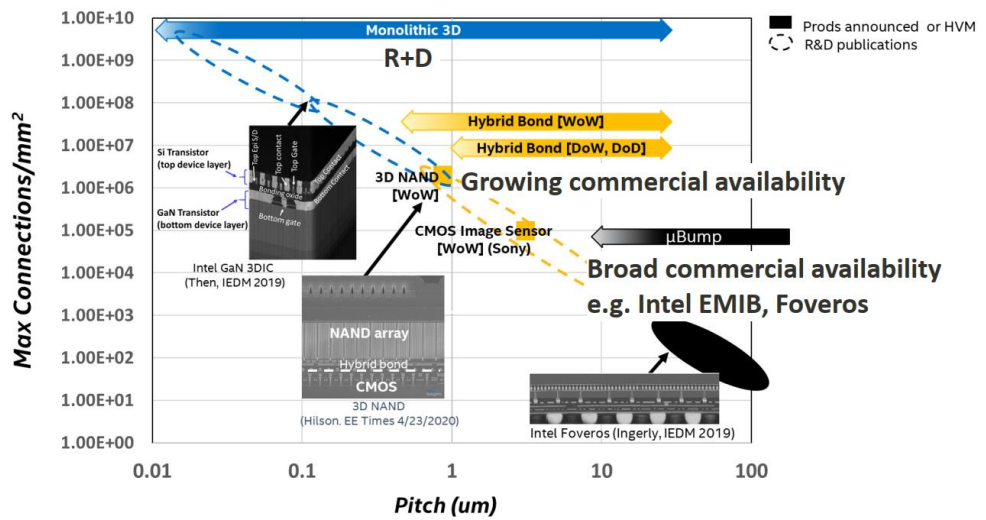 1.00E+10
1.00E+09
1.00E+08
1.00E+07
1.00E+06
1.00E+05
1.00E+04
1.00E+03
1.00E+02
1.00E+01
1.00E+00
Max Connections/mm²
Monolithic 3D
R+D
Prods announced or HVM
R&D publications
Hybrid Bond [WoW]
Hybrid Bond [DoW, DoD]
3D NAND
[WoW]
Growing commercial availability
CMOS Image Sensor
[WoW] (Sony)
µBump
Broad commercial availability
e.g. Intel EMIB, Foveros
Si Transistor
(top device layer)
GaN Transistor
(bottom device layer)
Top Epi S/D
Top contact
Top Gate
Top Contact
Bottom Contact
Bonding oxide
Bottom gate
Intel GaN 3DIC
(Then, IEDM 2019)
NAND array
Hybrid bond
CMOS
3D NAND
(Hilson. EE Times 4/23/2020)
Intel Foveros (Ingerly, IEDM 2019)
0.01
0.1
1
10
100
Pitch (um)